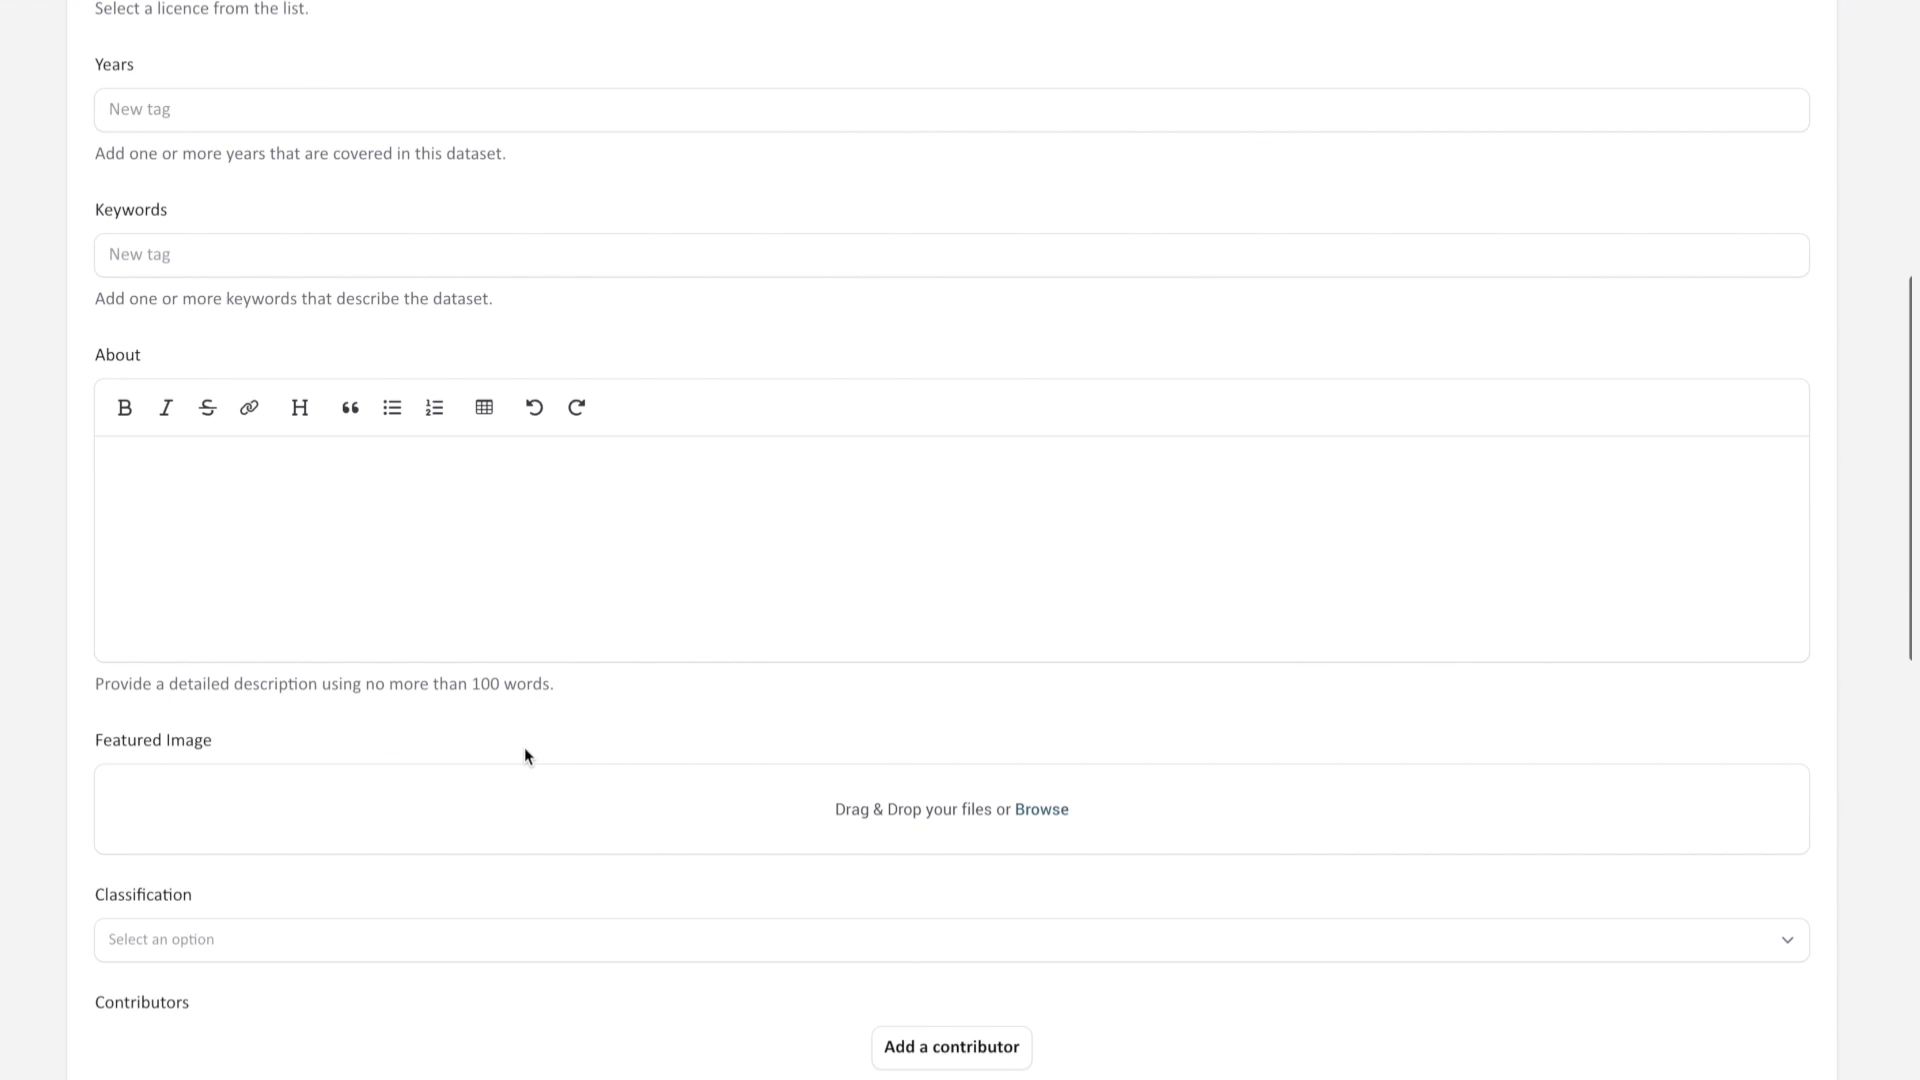 Select a licence from the list.
Years
New tag
Add one or more years that are covered in this dataset.
Keywords
New tag
Add one or more keywords that describe the dataset.
About
Provide a detailed description using no more than 100 words.
Featured Image
Drag & Drop your files or Browse
Classification
Select an option
Contributors
Add a contributor